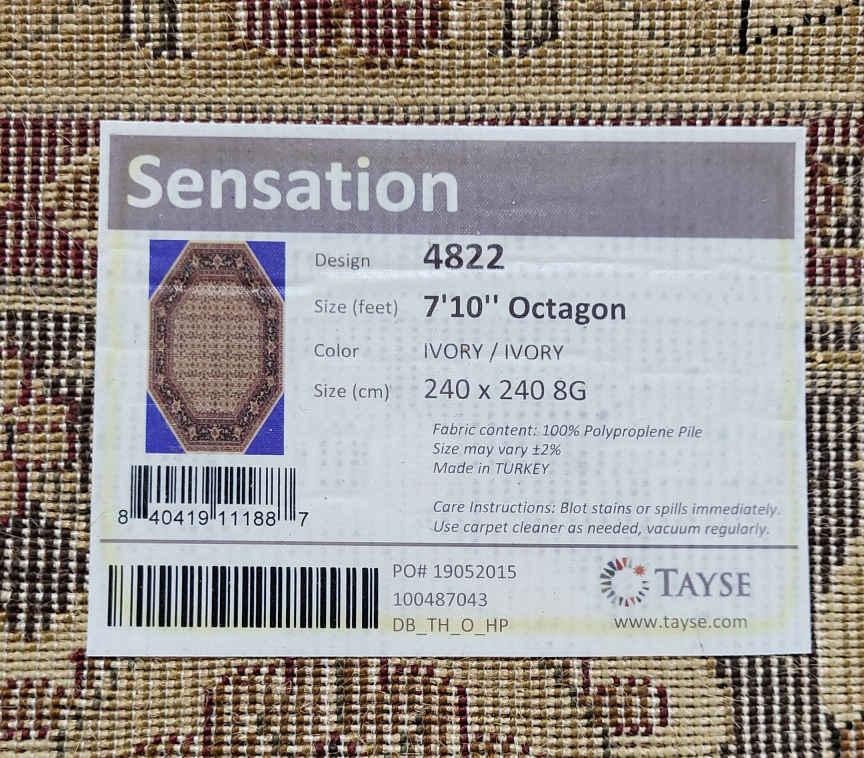 Sensation
Design 4822
Size (feet) 7'10'' Octagon
Color IVORY / IVORY
Size (cm) 240 x 240 8G
Fabric content: 100% Polyproplene Pile
Size may vary ±2%
Made in TURKEY
Care Instructions: Blot stains or spills immediately.
Use carpet cleaner as needed, vacuum regularly.
8 40419 11188 7
PO# 19052015
100487043
DB_TH_O_HP
TAYSE
www.tayse.com